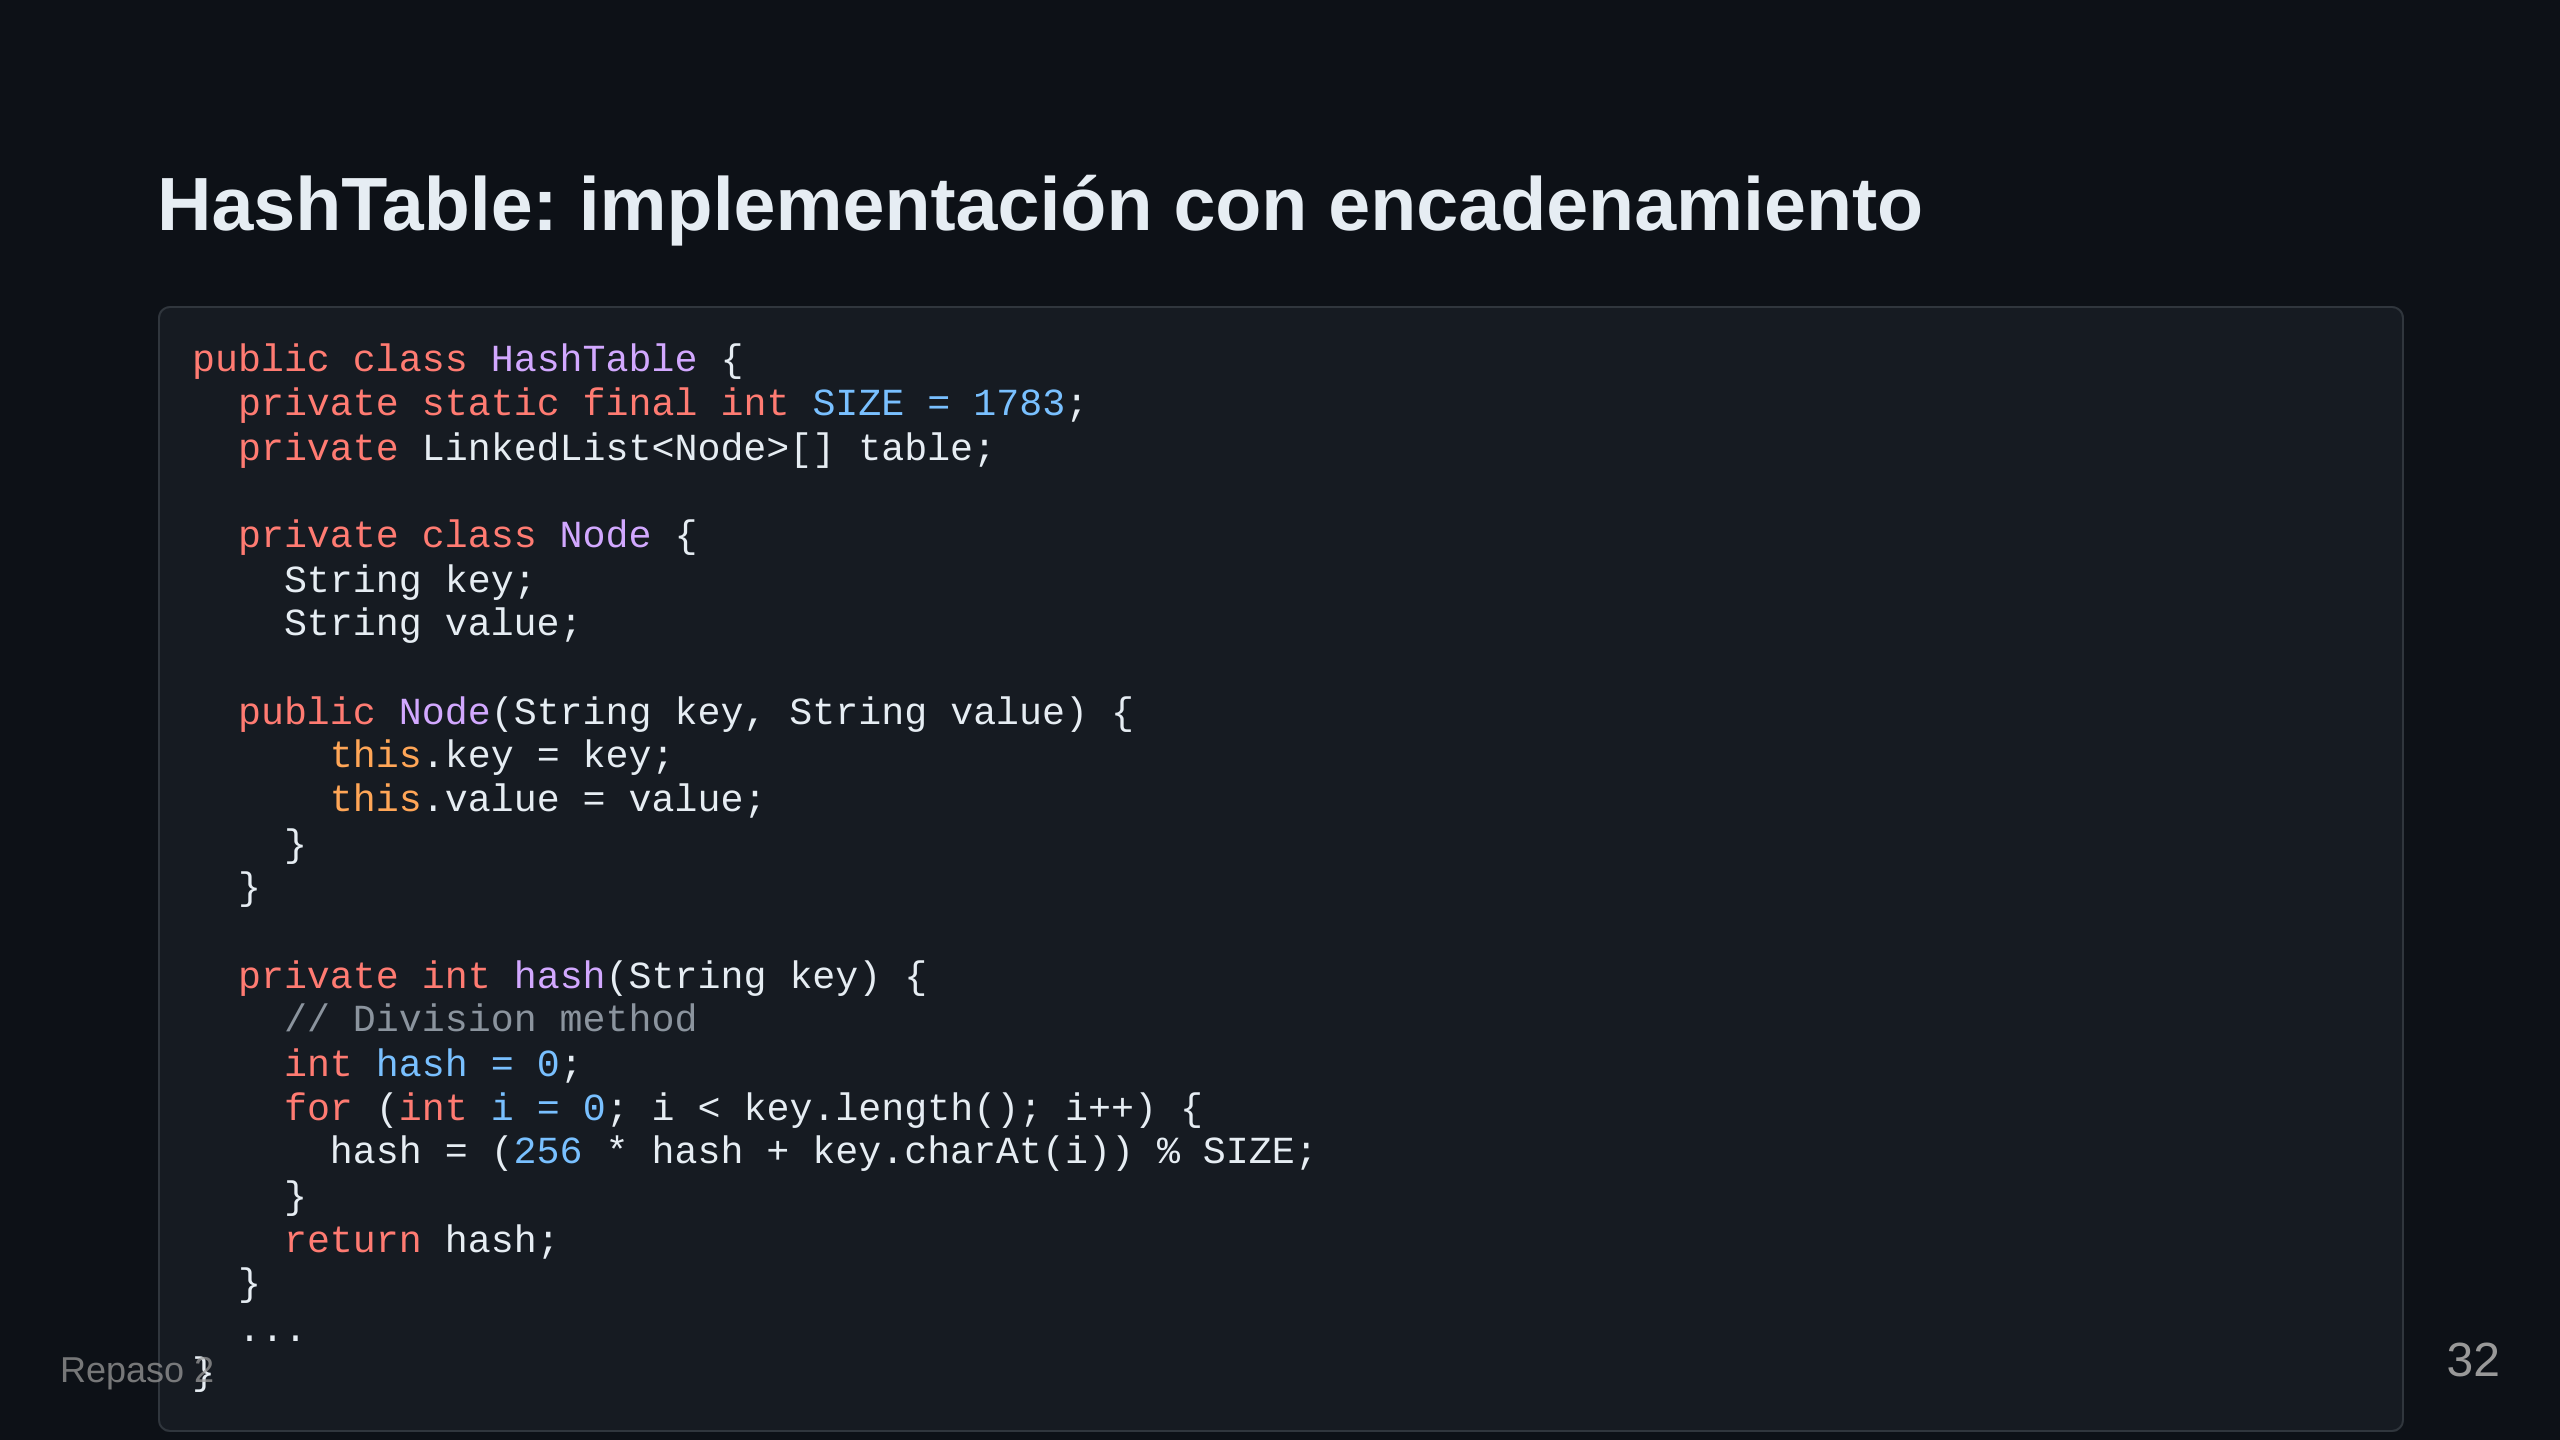 HashTable: implementación con encadenamiento
public class HashTable {
  private static final int SIZE = 1783;
  private LinkedList<Node>[] table;

  private class Node {
    String key;
    String value;

  public Node(String key, String value) {
      this.key = key;
      this.value = value;
    }
  }

  private int hash(String key) {
    // Division method
    int hash = 0;
    for (int i = 0; i < key.length(); i++) {
      hash = (256 * hash + key.charAt(i)) % SIZE;
    }
    return hash;
  }
  ...
}
Repaso 2
32